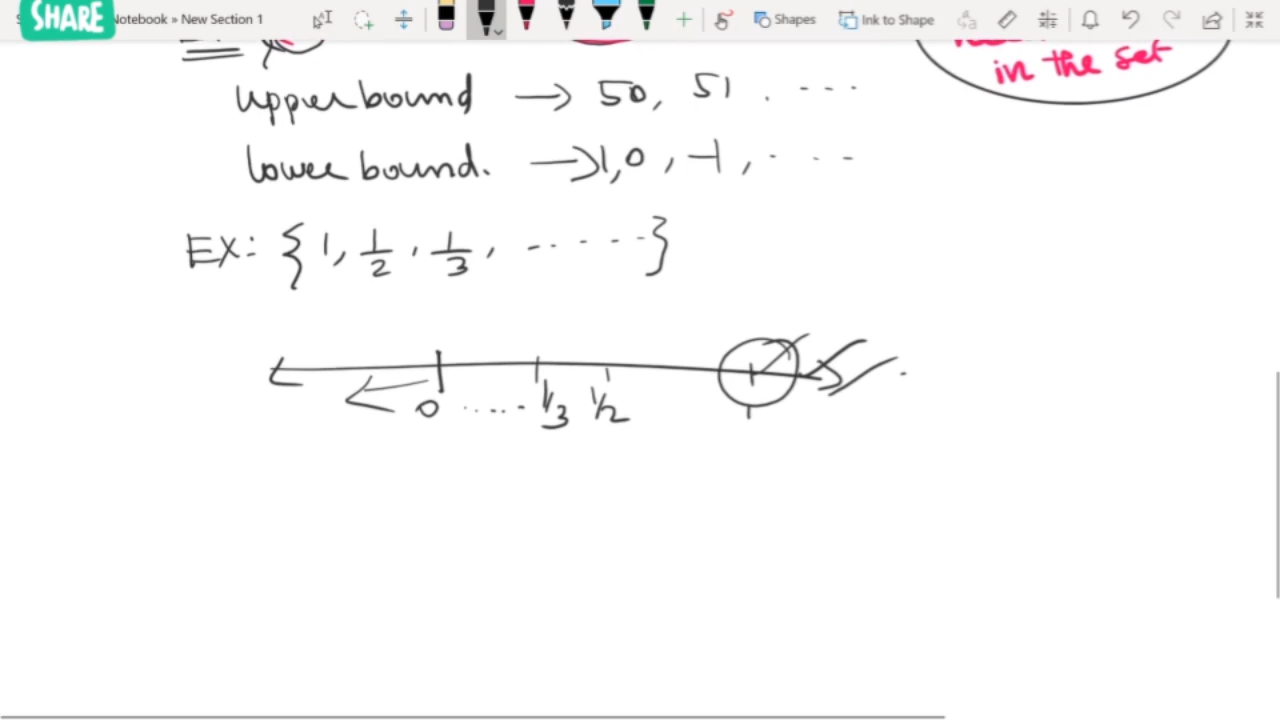 SHARE
Notebook » New Section 1
Shapes
Ink to Shape
in the set
Upper bound → 50, 51 . ---
lower bound. → 1, 0, -1, - - -
EX: { 1, 1/2, 1/3, ------ }
0 ..... 1/3 1/2 1